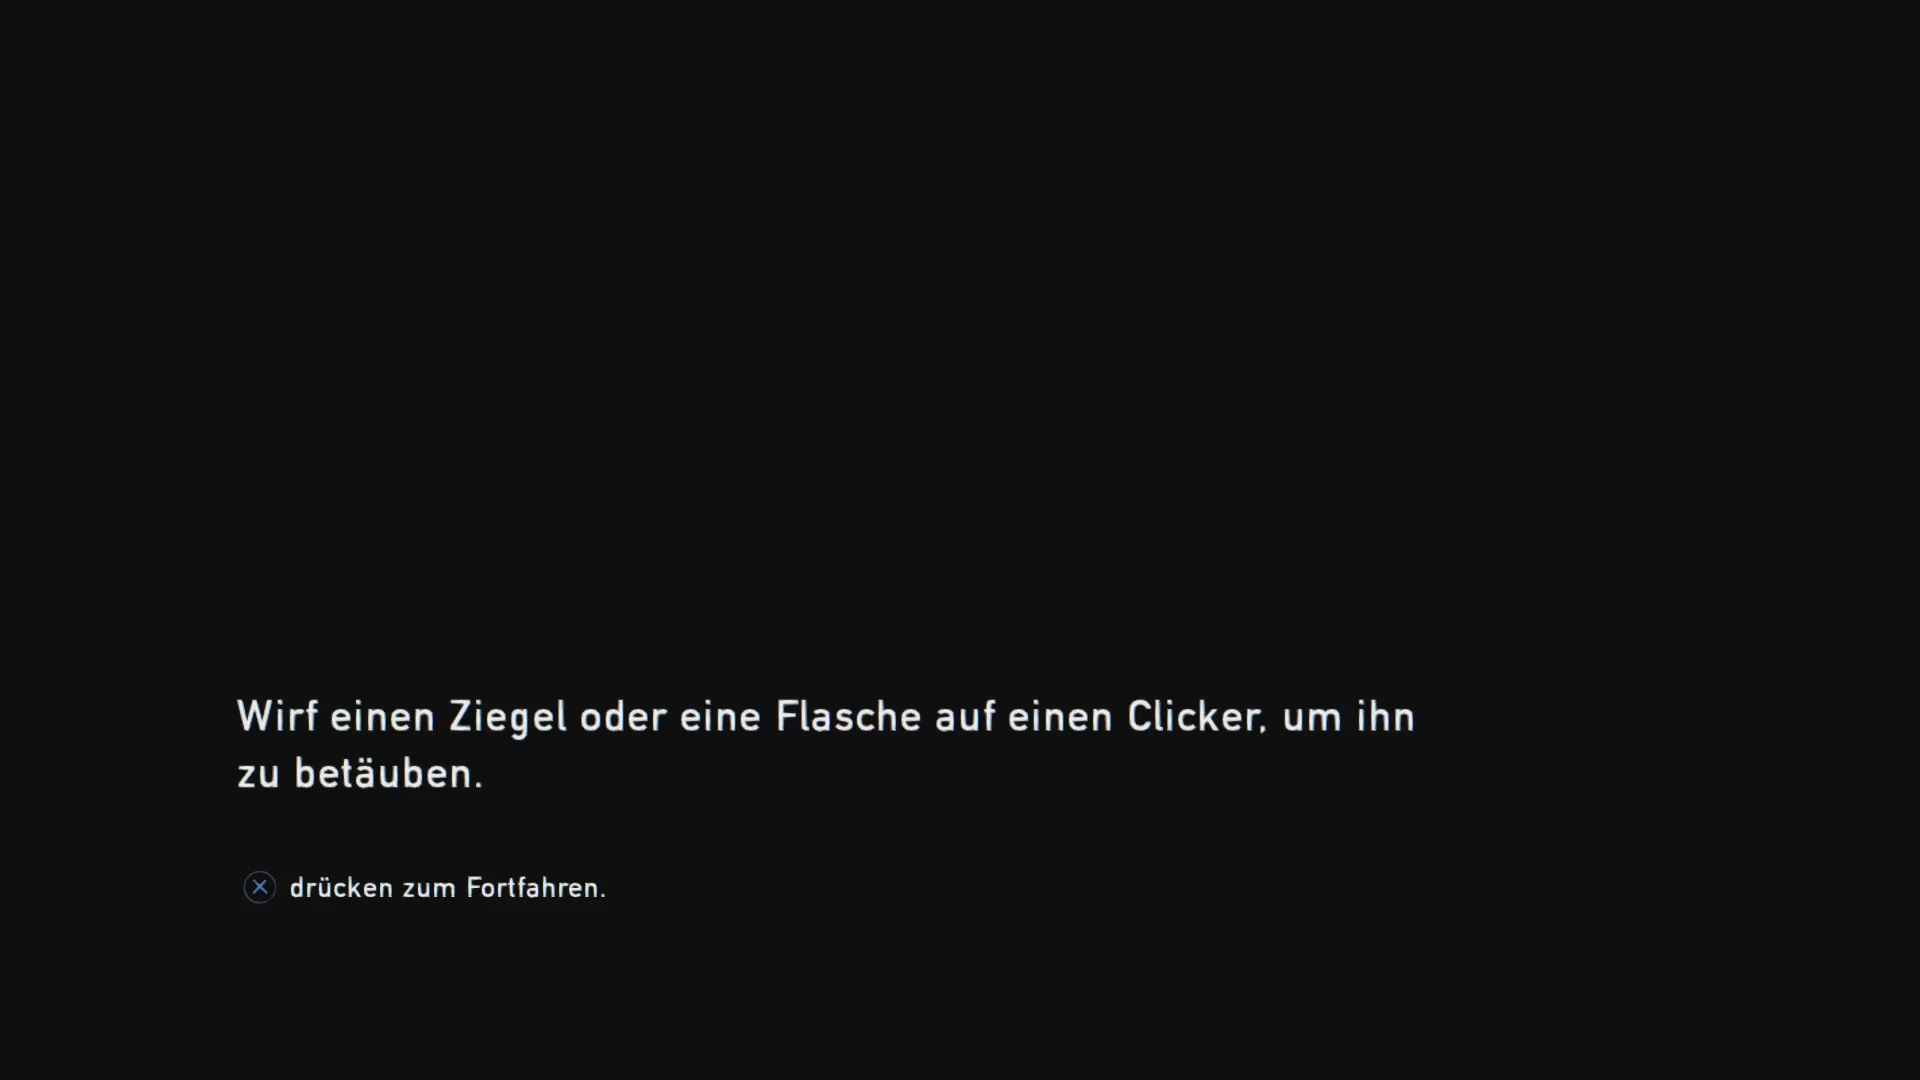 Wirf einen Ziegel oder eine Flasche auf einen Clicker, um ihn
zu betäuben.
drücken zum Fortfahren.